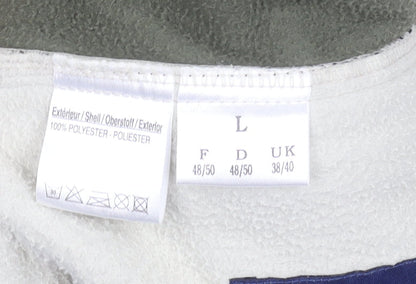 Extérieur / Shell / Oberstoff / Exterior
100% POLYESTER - POLIESTER
L
F D UK
48/50 48/50 38/40